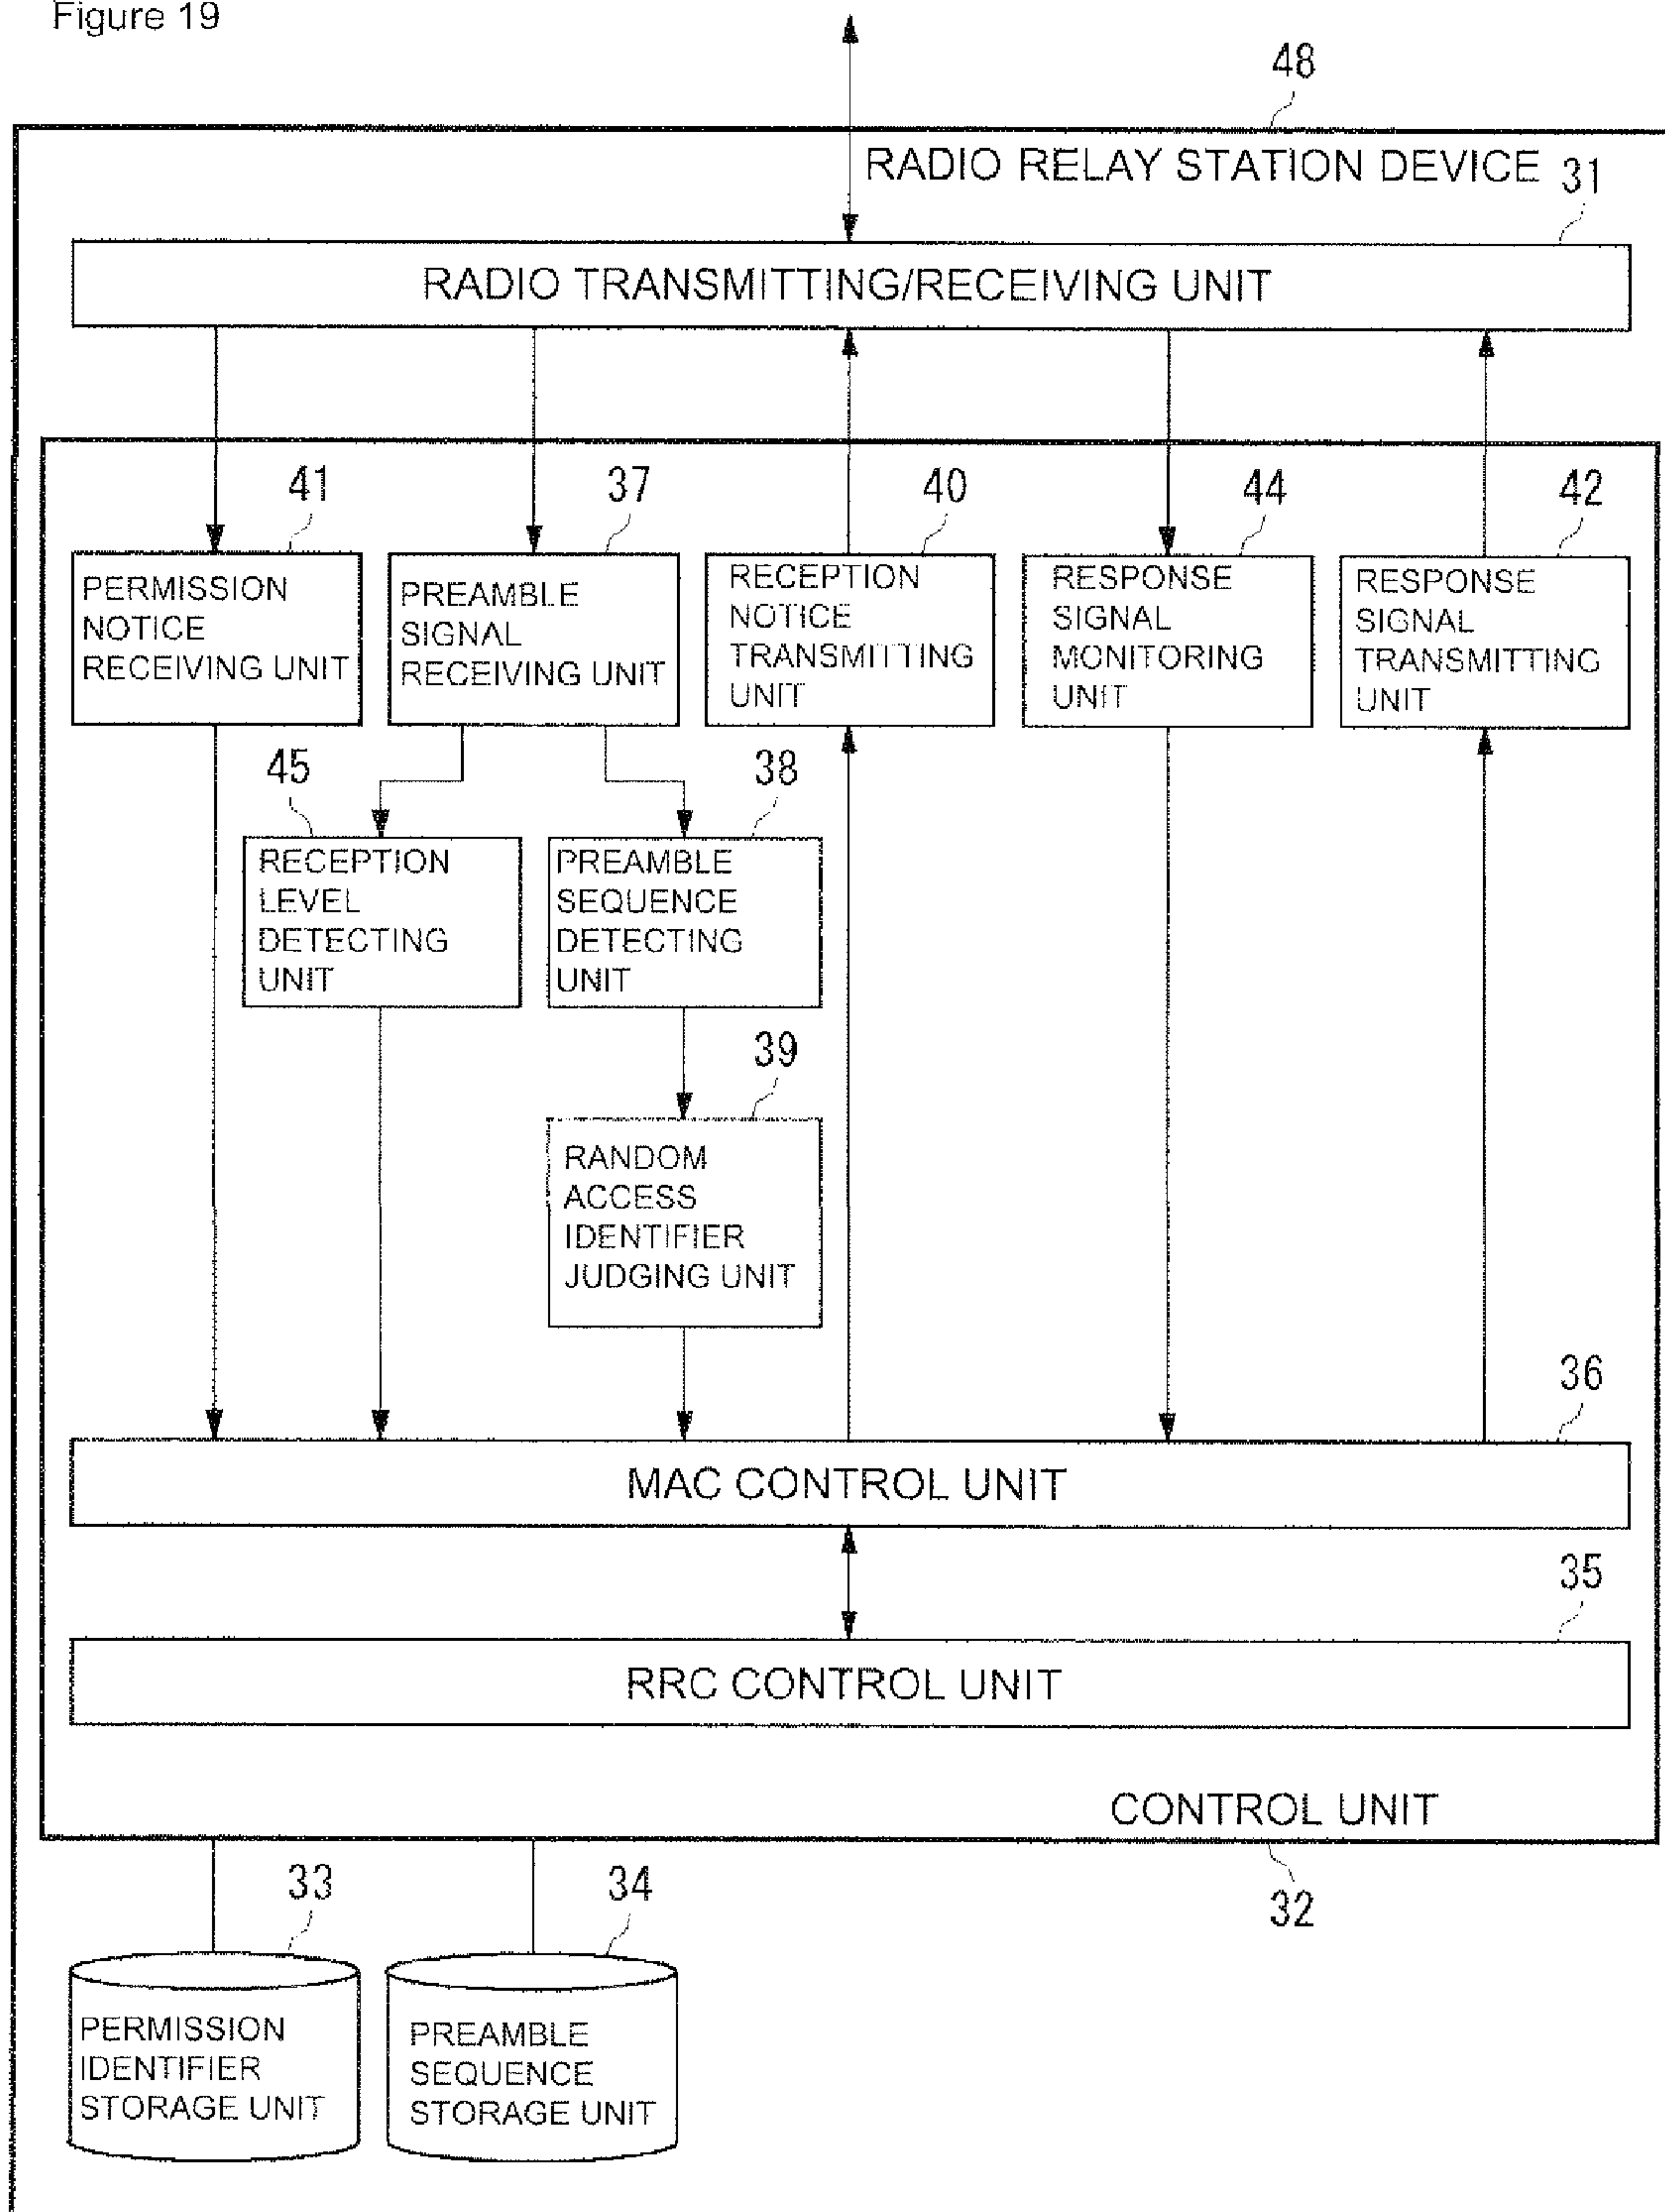 Figure 19
48
RADIO RELAY STATION DEVICE
31
RADIO TRANSMITTING/RECEIVING UNIT
41
37
40
44
42
PERMISSION
NOTICE
RECEIVING UNIT
PREAMBLE
SIGNAL
RECEIVING UNIT
RECEPTION
NOTICE
TRANSMITTING
UNIT
RESPONSE
SIGNAL
MONITORING
UNIT
RESPONSE
SIGNAL
TRANSMITTING
UNIT
45
38
RECEPTION
LEVEL
DETECTING
UNIT
PREAMBLE
SEQUENCE
DETECTING
UNIT
39
RANDOM
ACCESS
IDENTIFIER
JUDGING UNIT
36
MAC CONTROL UNIT
35
RRC CONTROL UNIT
CONTROL UNIT
32
33
34
PERMISSION
IDENTIFIER
STORAGE UNIT
PREAMBLE
SEQUENCE
STORAGE UNIT